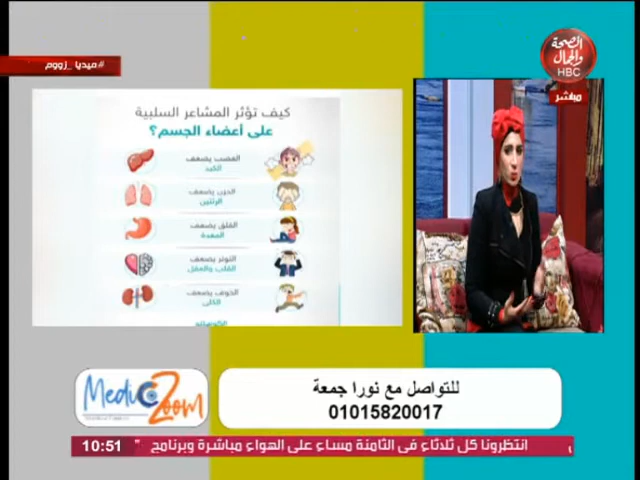 الصحة
والجمال
HBC
مباشر
#ميديا_زووم
كيف تؤثر المشاعر السلبية
على أعضاء الجسم؟
الغضب يضعف
الكبد
الحزن يضعف
الرئتين
القلق يضعف
المعدة
التوتر يضعف
القلب والعقل
الخوف يضعف
الكلى
Medic Zoom
للتواصل مع نورا جمعة
01015820017
10:51
انتظرونا كل ثلاثاء في الثامنة مساءً على الهواء مباشرة وبرنامج "